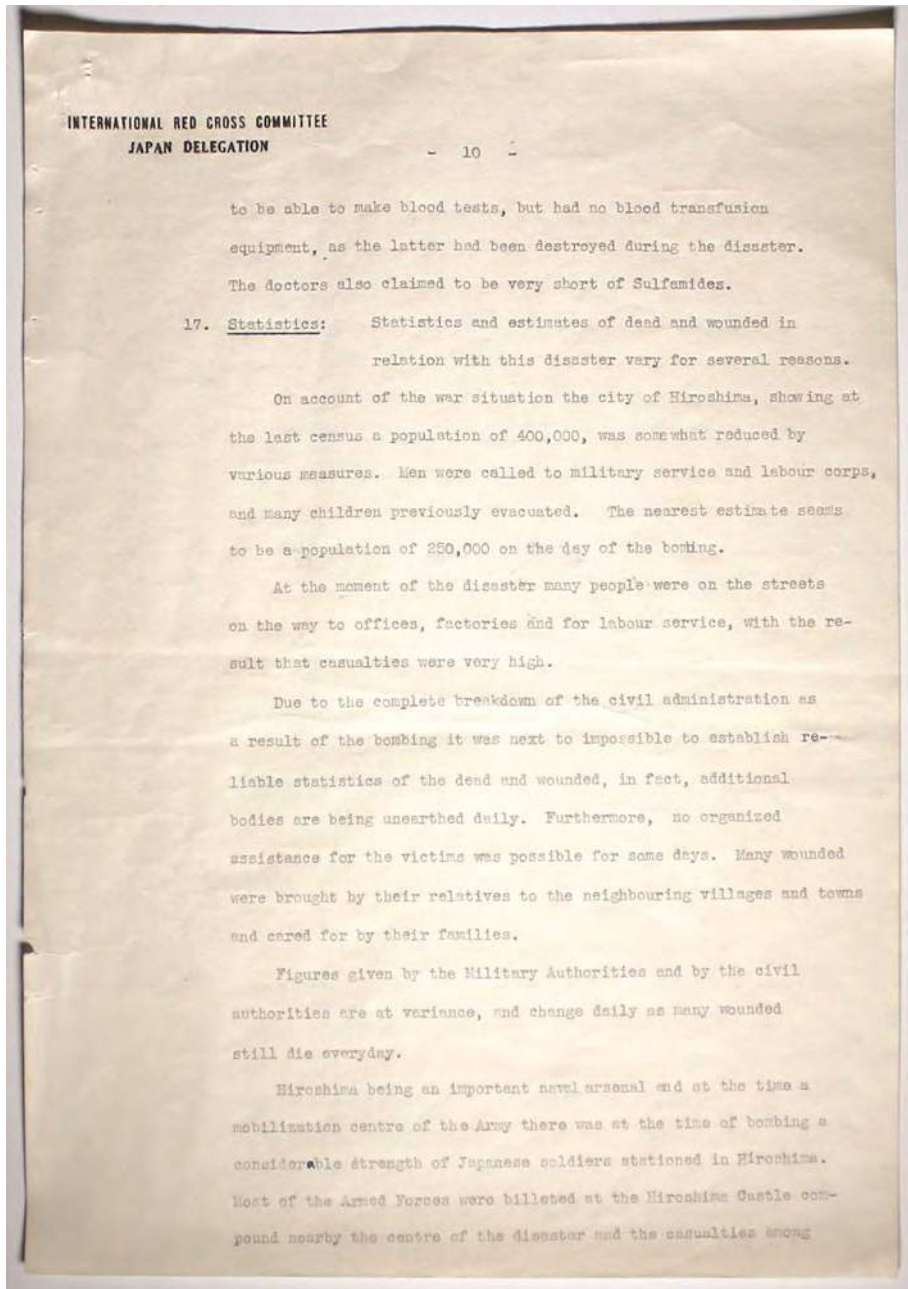 INTERNATIONAL RED CROSS COMMITTEE
JAPAN DELEGATION
- 10 -
to be able to make blood tests, but had no blood transfusion
equipment, as the latter had been destroyed during the disaster.
The doctors also claimed to be very short of Sulfamides.
17. Statistics: Statistics and estimates of dead and wounded in
relation with this disaster vary for several reasons.
On account of the war situation the city of Hiroshima, showing at
the last census a population of 400,000, was somewhat reduced by
various measures. Men were called to military service and labour corps,
and many children previously evacuated. The nearest estimate seems
to be a population of 250,000 on the day of the bombing.
At the moment of the disaster many people were on the streets
on the way to offices, factories and for labour service, with the re-
sult that casualties were very high.
Due to the complete breakdown of the civil administration as
a result of the bombing it was next to impossible to establish re-
liable statistics of the dead and wounded, in fact, additional
bodies are being unearthed daily. Furthermore, no organized
assistance for the victims was possible for some days. Many wounded
were brought by their relatives to the neighbouring villages and towns
and cared for by their families.
Figures given by the Military Authorities and by the civil
authorities are at variance, and change daily as many wounded
still die everyday.
Hiroshima being an important naval arsenal and at the time a
mobilization centre of the Army there was at the time of bombing a
considerable strength of Japanese soldiers stationed in Hiroshima.
Most of the Armed Forces were billeted at the Hiroshima Castle com-
pound nearby the centre of the disaster and the casualties among